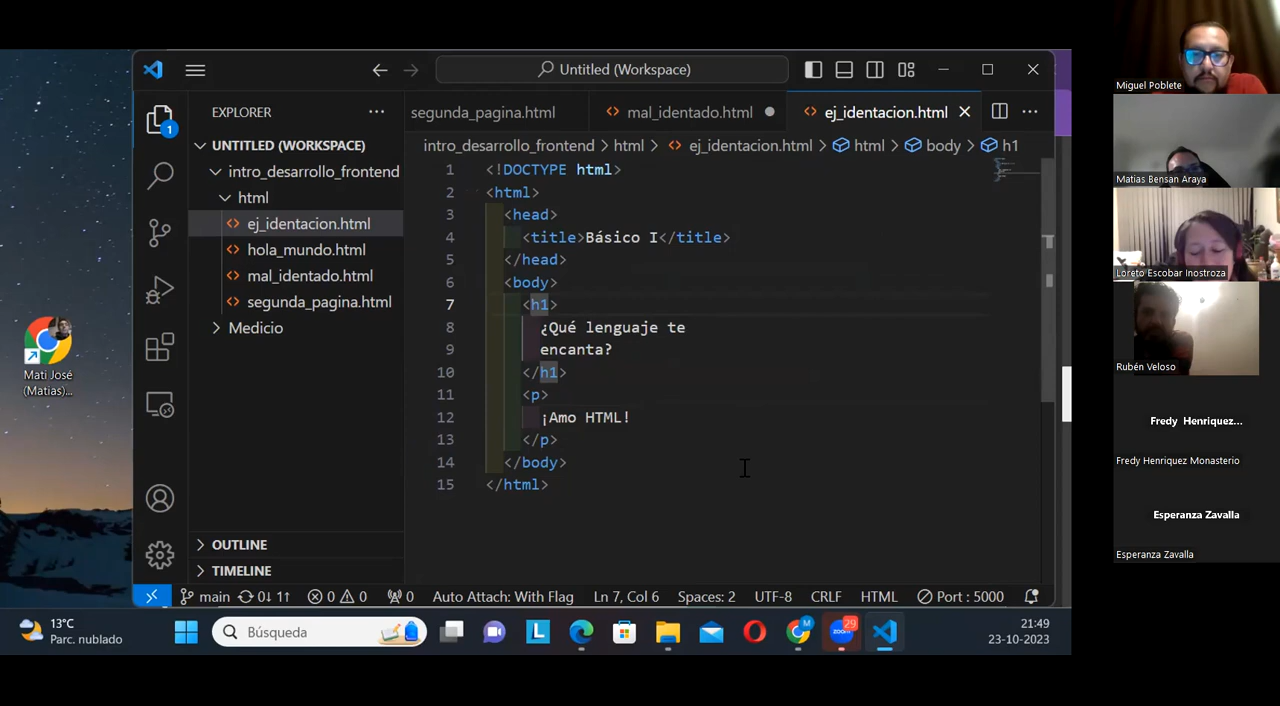 Untitled (Workspace)
EXPLORER
segunda_pagina.html
mal_identado.html
ej_identacion.html
UNTITLED (WORKSPACE)
intro_desarrollo_frontend
html
ej_identacion.html
hola_mundo.html
mal_identado.html
segunda_pagina.html
Medicio
OUTLINE
TIMELINE
1
intro_desarrollo_frontend > html > ej_identacion.html > html > body > h1
1 <!DOCTYPE html>
2 <html>
3 <head>
4 <title>Básico I</title>
5 </head>
6 <body>
7 <h1>
8 ¿Qué lenguaje te
9 encanta?
10 </h1>
11 <p>
12 ¡Amo HTML!
13 </p>
14 </body>
15 </html>
main 0↓ 1↑ 0 0 0 Auto Attach: With Flag Ln 7, Col 6 Spaces: 2 UTF-8 CRLF HTML Port : 5000
Mati José
(Matias)...
13°C
Parc. nublado
Búsqueda
L
M
29
zoom
21:49
23-10-2023
Miguel Poblete
Matias Bensan Araya
Loreto Escobar Inostroza
Rubén Veloso
Fredy Henriquez...
Fredy Henriquez Monasterio
Esperanza Zavalla
Esperanza Zavalla